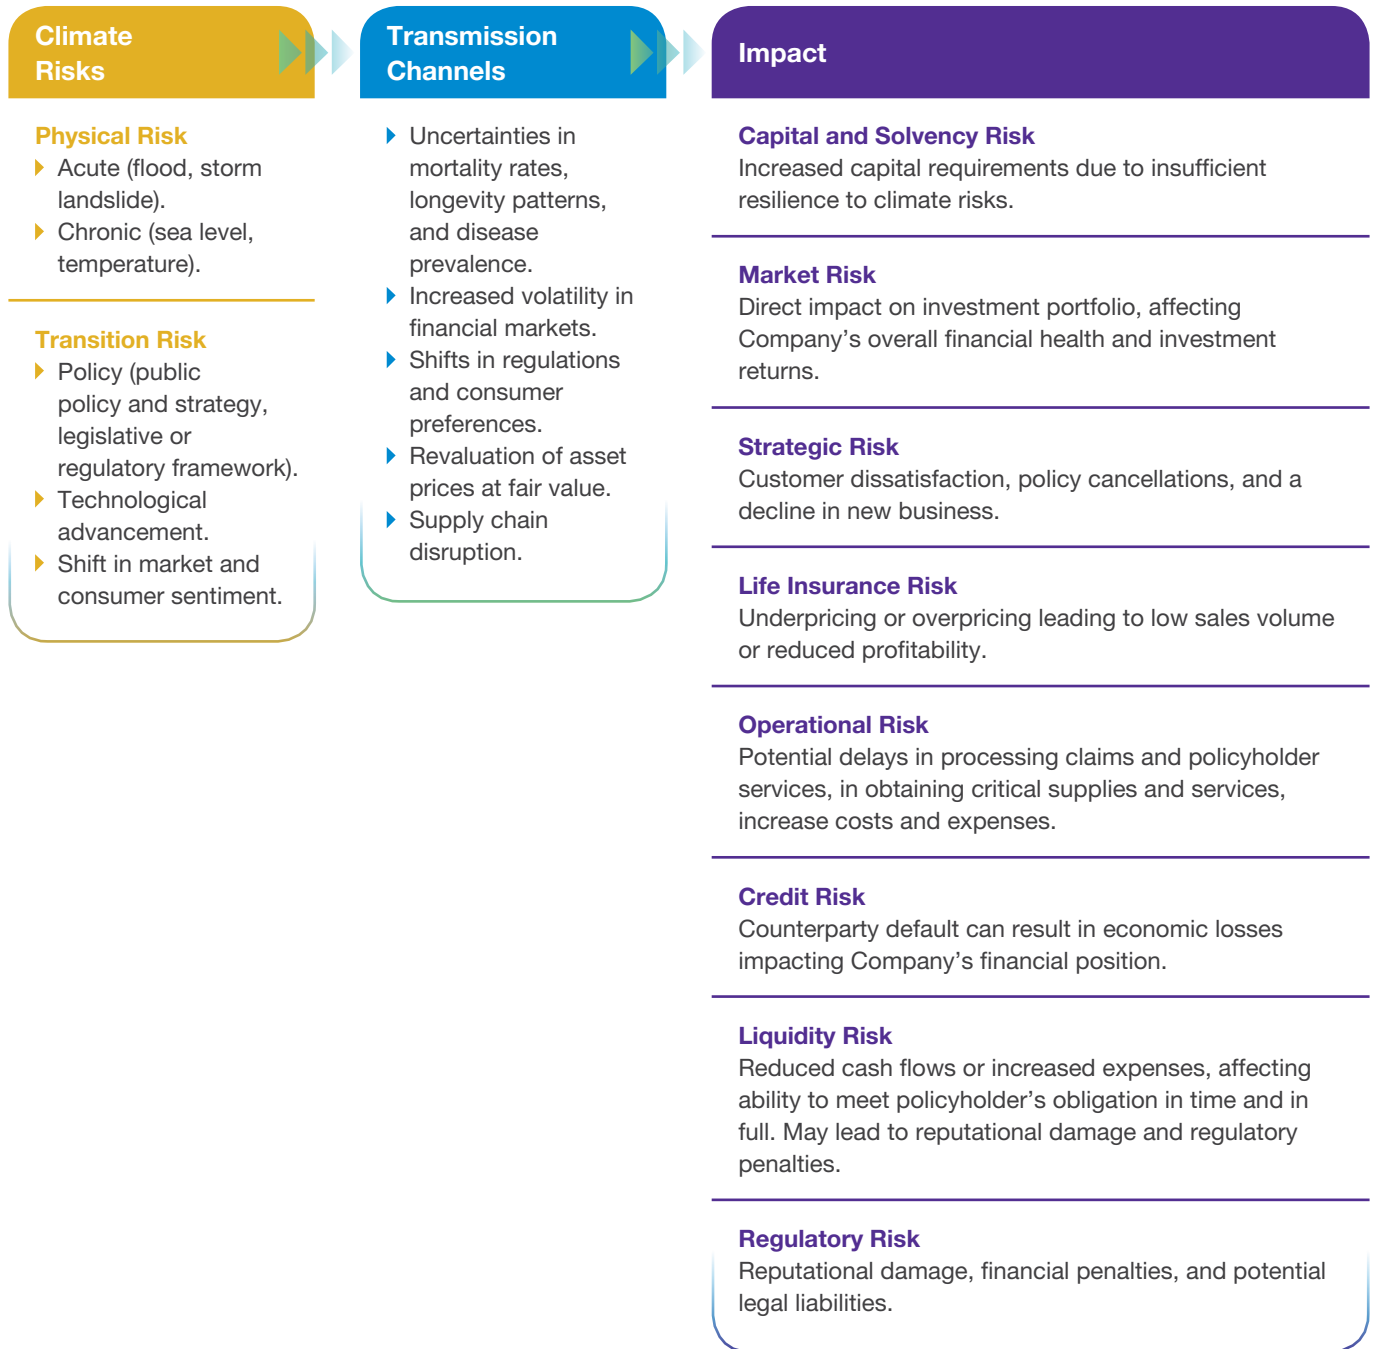 Climate
Risks
Physical Risk
Acute (flood, storm
landslide).
Chronic (sea level,
temperature).
Transition Risk
Policy (public
policy and strategy,
legislative or
regulatory framework).
Technological
advancement.
Shift in market and
consumer sentiment.
Transmission
Channels
Uncertainties in
mortality rates,
longevity patterns,
and disease
prevalence.
Increased volatility in
financial markets.
Shifts in regulations
and consumer
preferences.
Revaluation of asset
prices at fair value.
Supply chain
disruption.
Impact
Capital and Solvency Risk
Increased capital requirements due to insufficient
resilience to climate risks.
Market Risk
Direct impact on investment portfolio, affecting
Company’s overall financial health and investment
returns.
Strategic Risk
Customer dissatisfaction, policy cancellations, and a
decline in new business.
Life Insurance Risk
Underpricing or overpricing leading to low sales volume
or reduced profitability.
Operational Risk
Potential delays in processing claims and policyholder
services, in obtaining critical supplies and services,
increase costs and expenses.
Credit Risk
Counterparty default can result in economic losses
impacting Company’s financial position.
Liquidity Risk
Reduced cash flows or increased expenses, affecting
ability to meet policyholder’s obligation in time and in
full. May lead to reputational damage and regulatory
penalties.
Regulatory Risk
Reputational damage, financial penalties, and potential
legal liabilities.